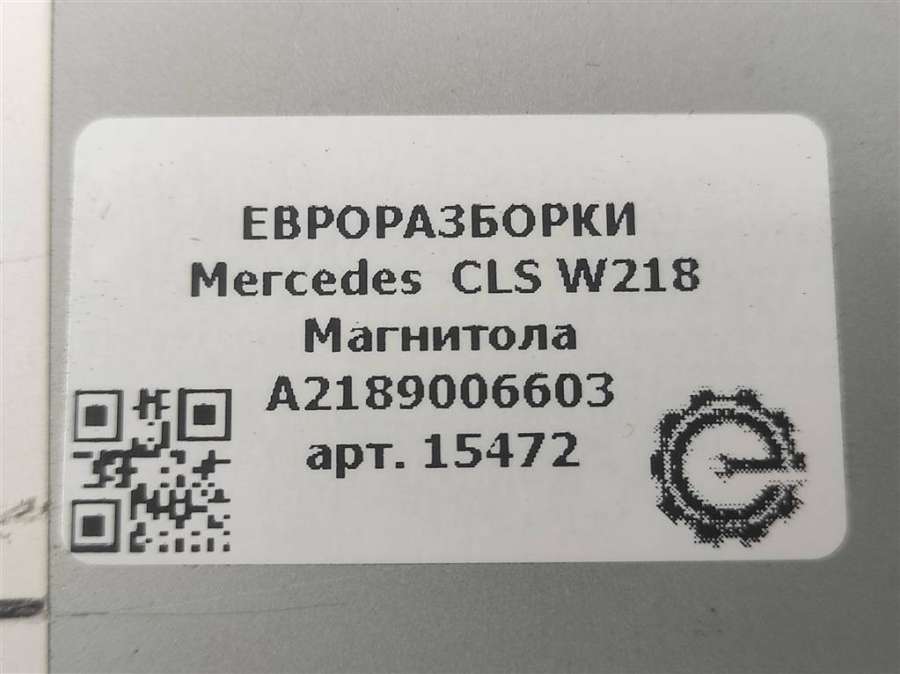 ЕВРОРАЗБОРКИ
Mercedes CLS W218
Магнитола
A2189006603
арт. 15472